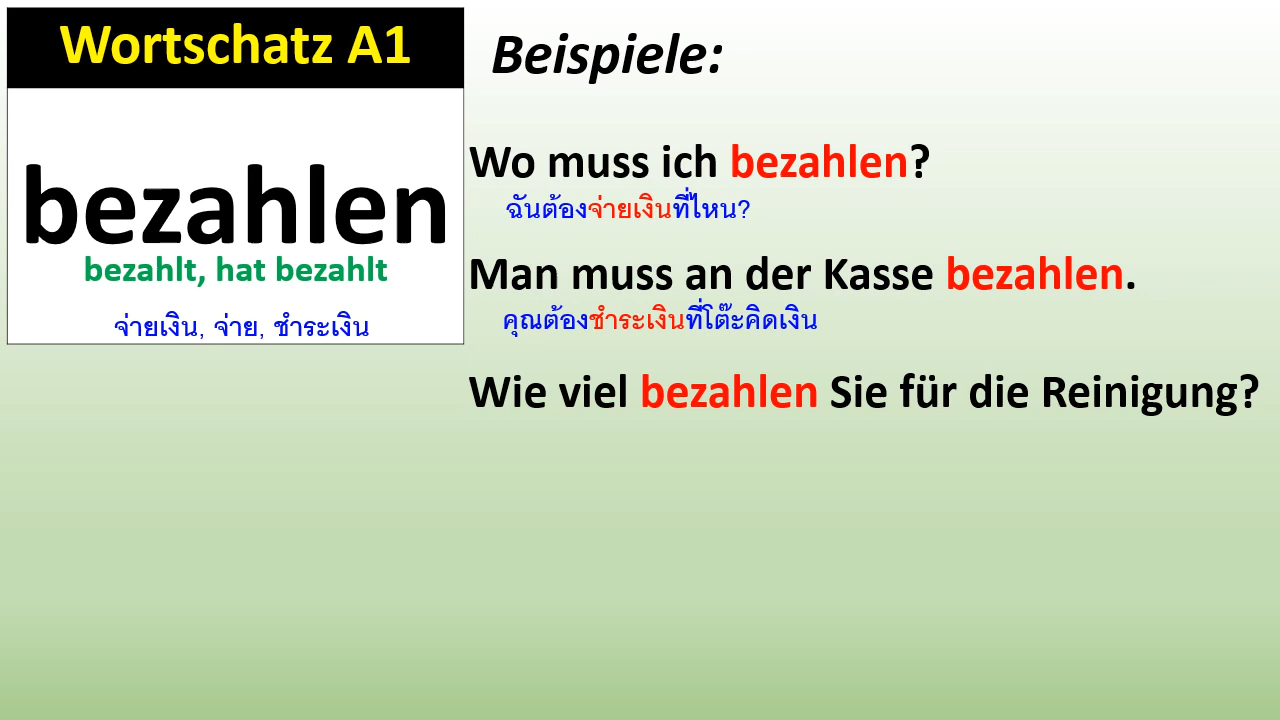 Wortschatz A1
bezahlen
bezahlt, hat bezahlt
จ่ายเงิน, จ่าย, ชำระเงิน
Beispiele:
Wo muss ich bezahlen?
ฉันต้องจ่ายเงินที่ไหน?
Man muss an der Kasse bezahlen.
คุณต้องชำระเงินที่โต๊ะคิดเงิน
Wie viel bezahlen Sie für die Reinigung?